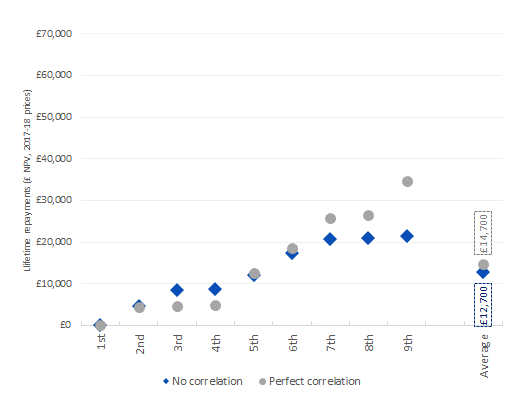 £70,000
£60,000
£50,000
£40,000
£30,000
£20,000
£10,000
£0
Lifetime repayments (£ NPV, 2017-18 prices)
£14,700
£12,700
1st
2nd
3rd
4th
5th
6th
7th
8th
9th
Average
No correlation
Perfect correlation